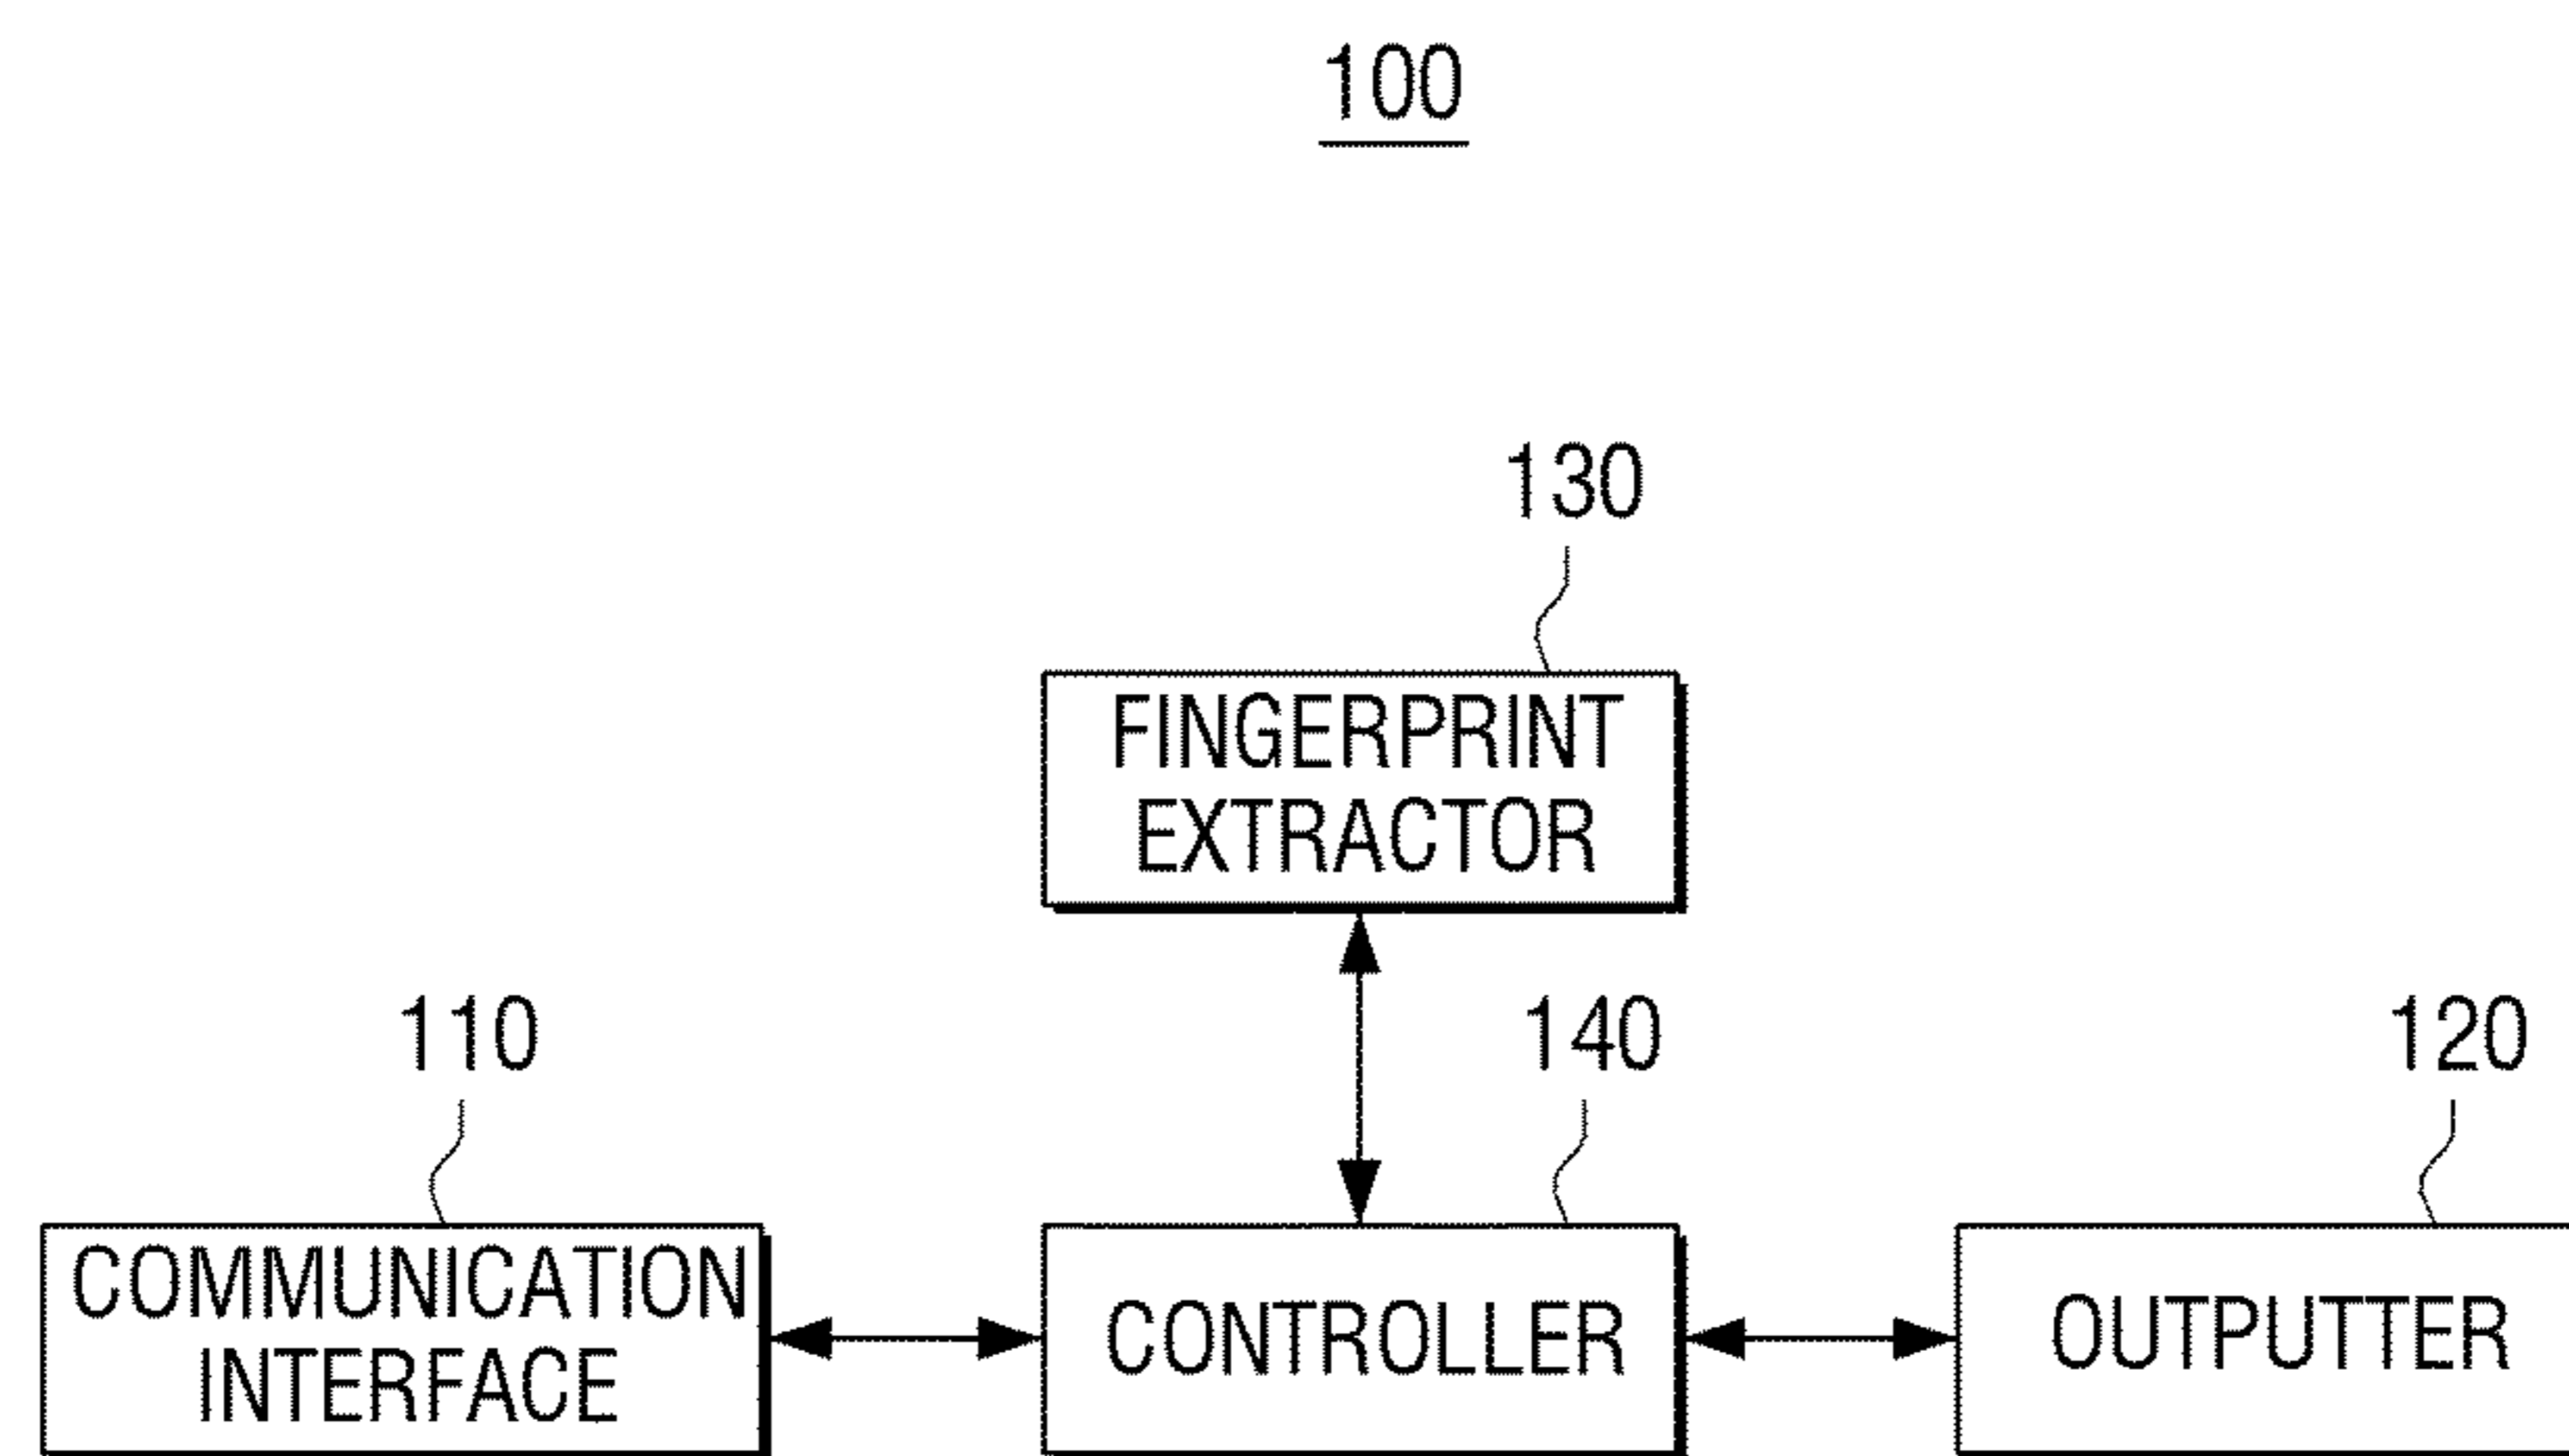 100
130
FINGERPRINT
EXTRACTOR
110
140
120
COMMUNICATION
INTERFACE
CONTROLLER
OUTPUTTER